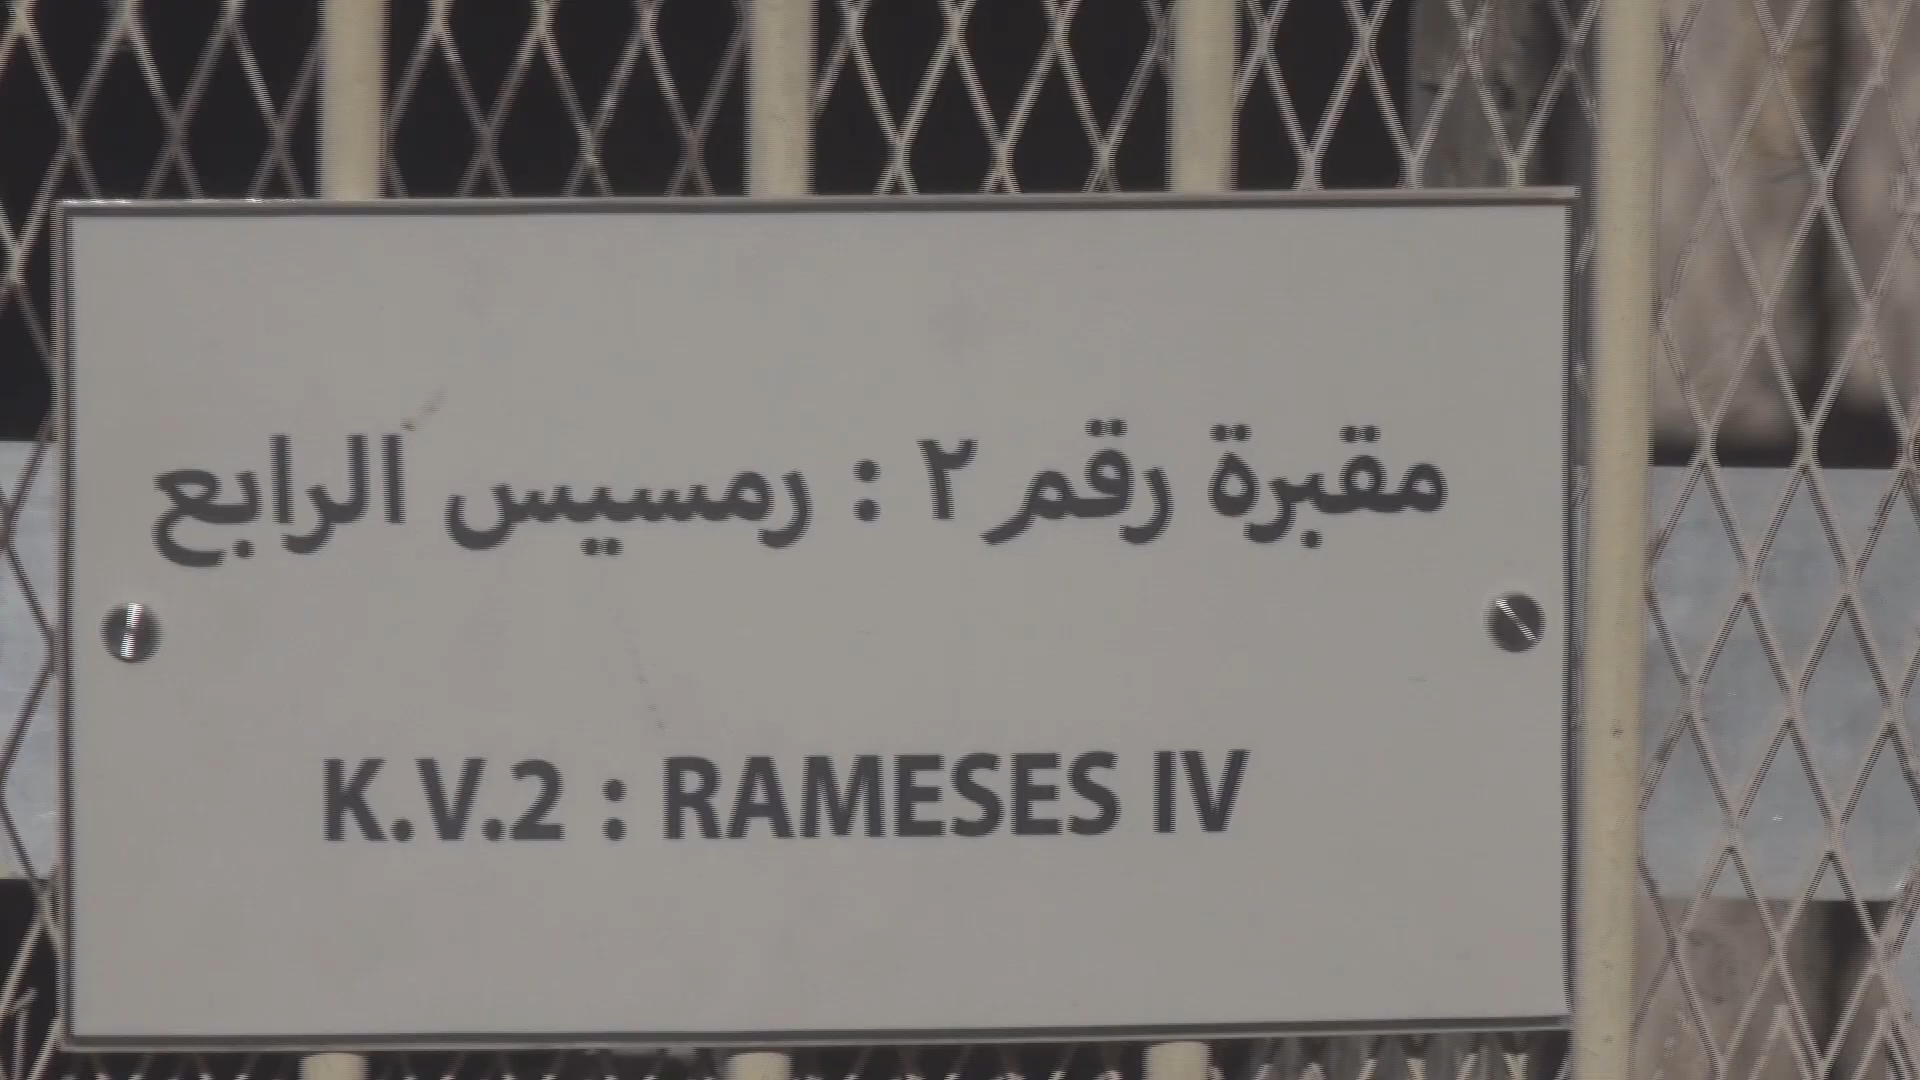 مقبرة رقم ٢ : رمسيس الرابع
K.V.2 : RAMESES IV